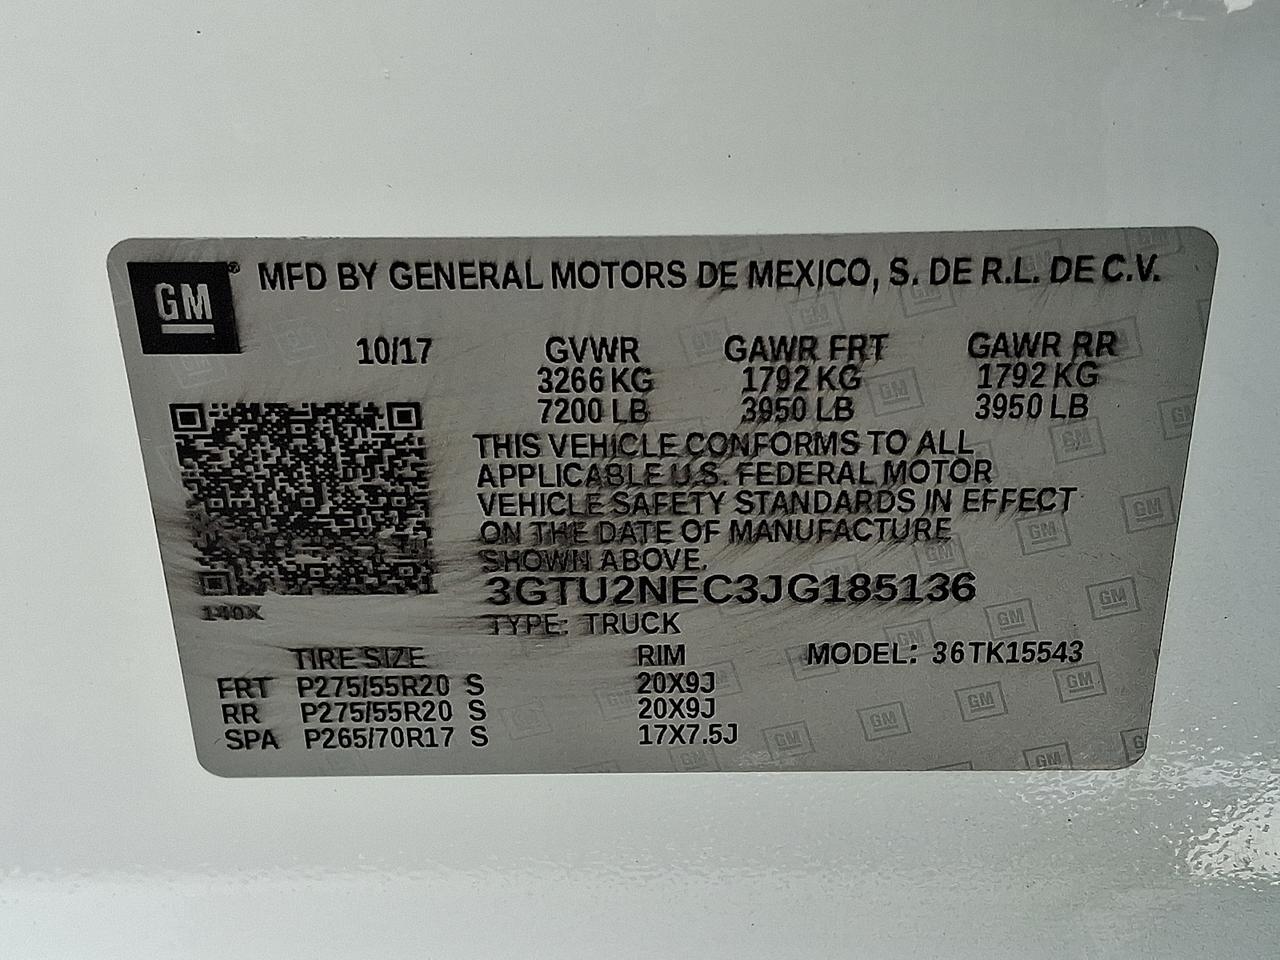 GM® MFD BY GENERAL MOTORS DE MEXICO, S. DE R.L. DE C.V.
10/17 GVWR GAWR FRT GAWR RR
3266 KG 1792 KG 1792 KG
7200 LB 3950 LB 3950 LB
THIS VEHICLE CONFORMS TO ALL
APPLICABLE U.S. FEDERAL MOTOR
VEHICLE SAFETY STANDARDS IN EFFECT
ON THE DATE OF MANUFACTURE
SHOWN ABOVE.
3GTU2NEC3JG185136
140X
TYPE: TRUCK
TIRE SIZE RIM MODEL: 36TK15543
FRT P275/55R20 S 20X9J
RR P275/55R20 S 20X9J
SPA P265/70R17 S 17X7.5J